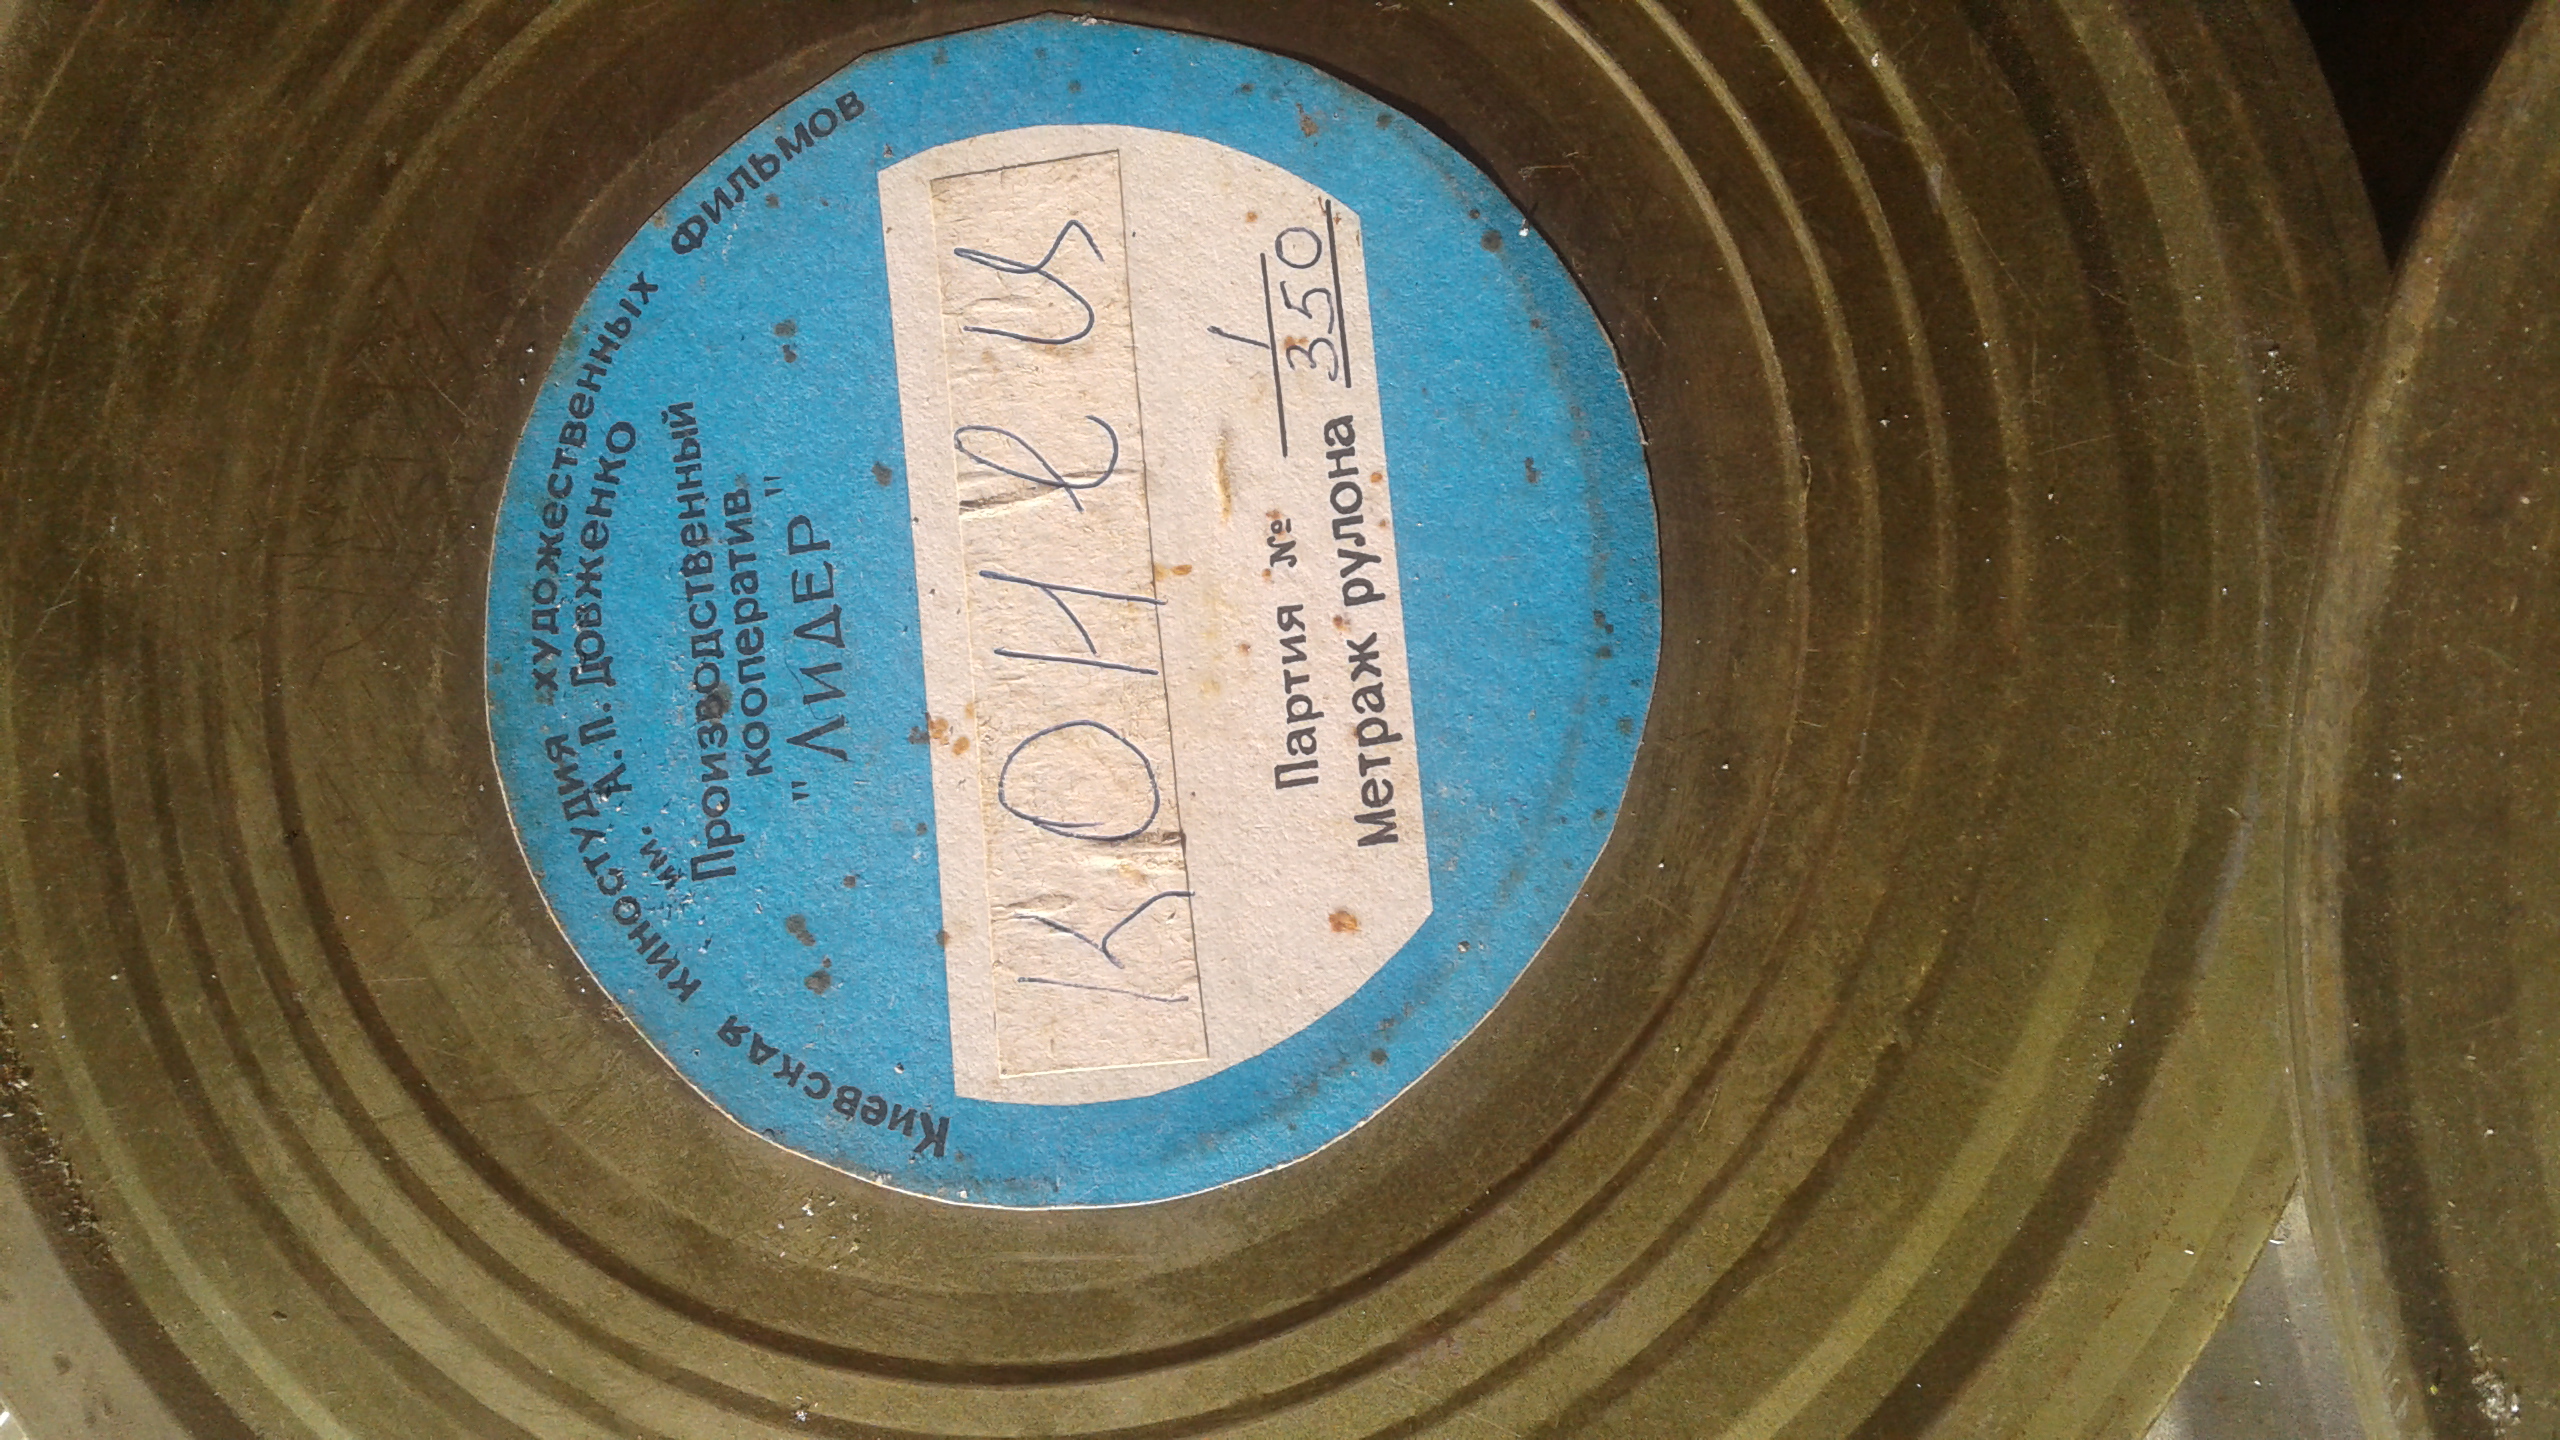 Киевская киностудия художественных фильмов
им. А.П. Довженко
Производственный
кооператив
"ЛИДЕР"
КОНЕЦ
Партия № 1
Метраж рулона 350